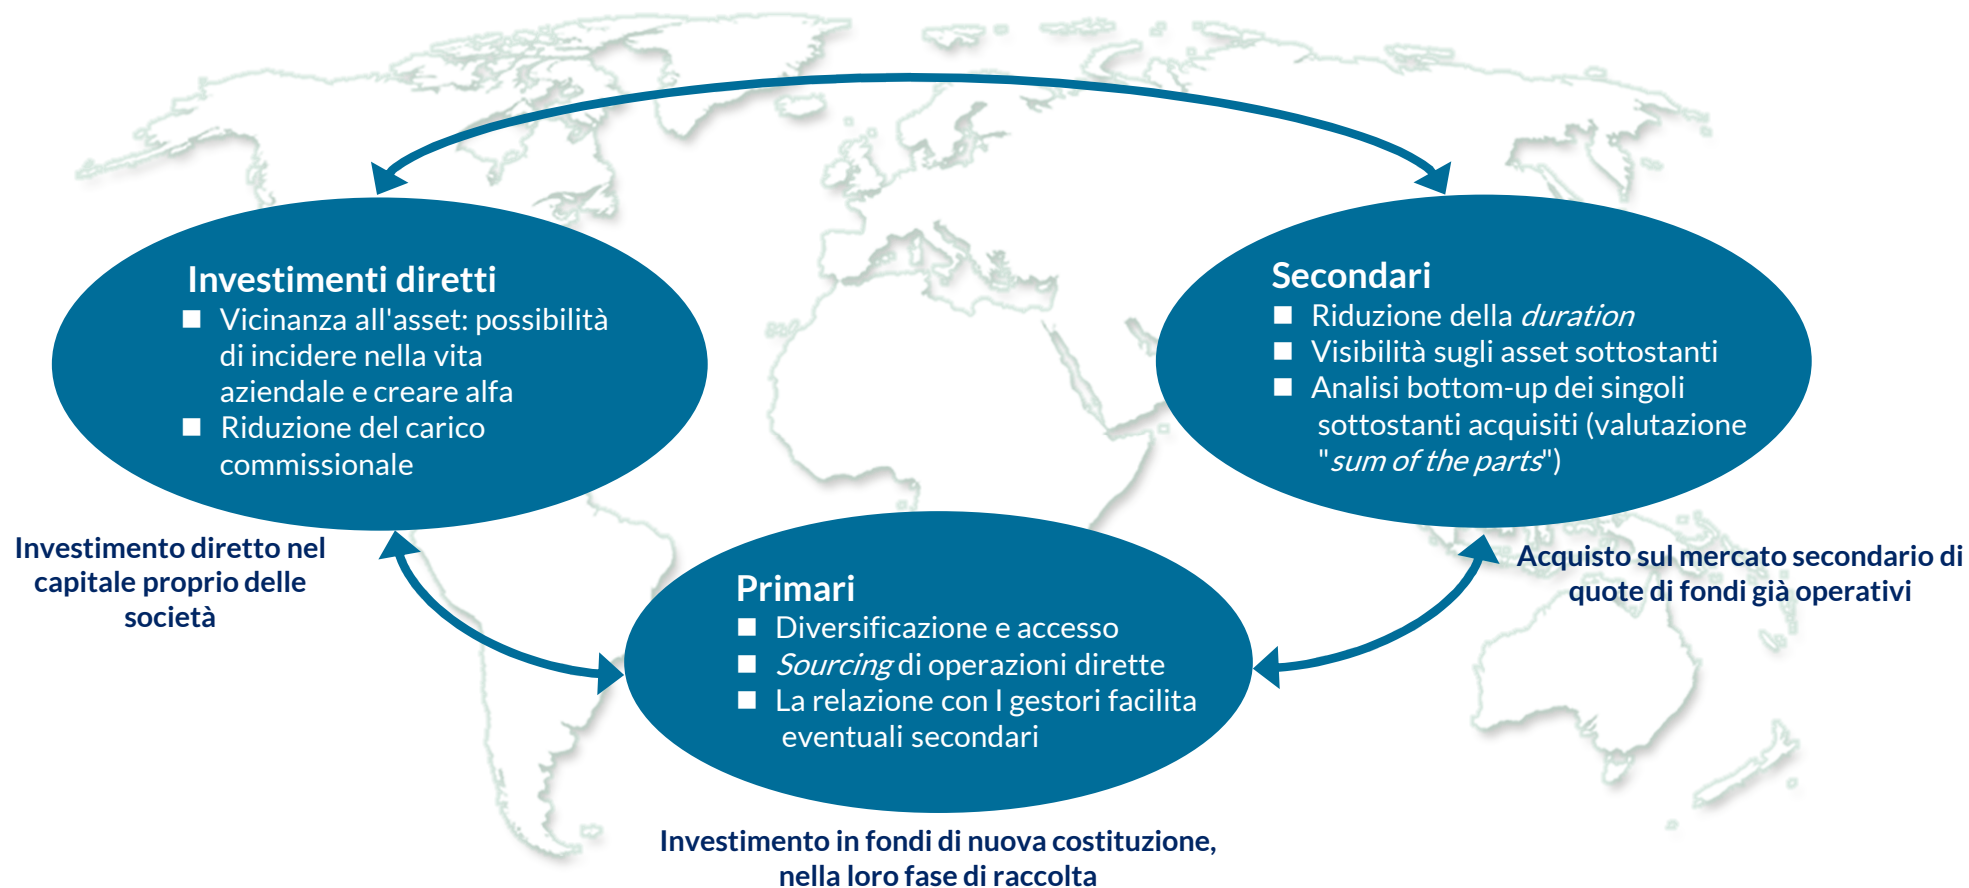 Investimenti diretti
■ Vicinanza all'asset: possibilità
di incidere nella vita
aziendale e creare alfa
■ Riduzione del carico
commissionale
Investimento diretto nel
capitale proprio delle
società
Secondari
■ Riduzione della duration
■ Visibilità sugli asset sottostanti
■ Analisi bottom-up dei singoli
sottostanti acquisiti (valutazione
"sum of the parts")
Acquisto sul mercato secondario di
quote di fondi già operativi
Primari
■ Diversificazione e accesso
■ Sourcing di operazioni dirette
■ La relazione con I gestori facilita
eventuali secondari
Investimento in fondi di nuova costituzione,
nella loro fase di raccolta